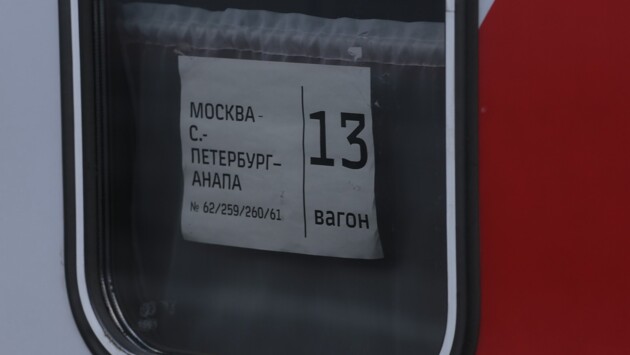 МОСКВА-
С.-
ПЕТЕРБУРГ–
АНАПА
№ 62/259/260/61
13
вагон